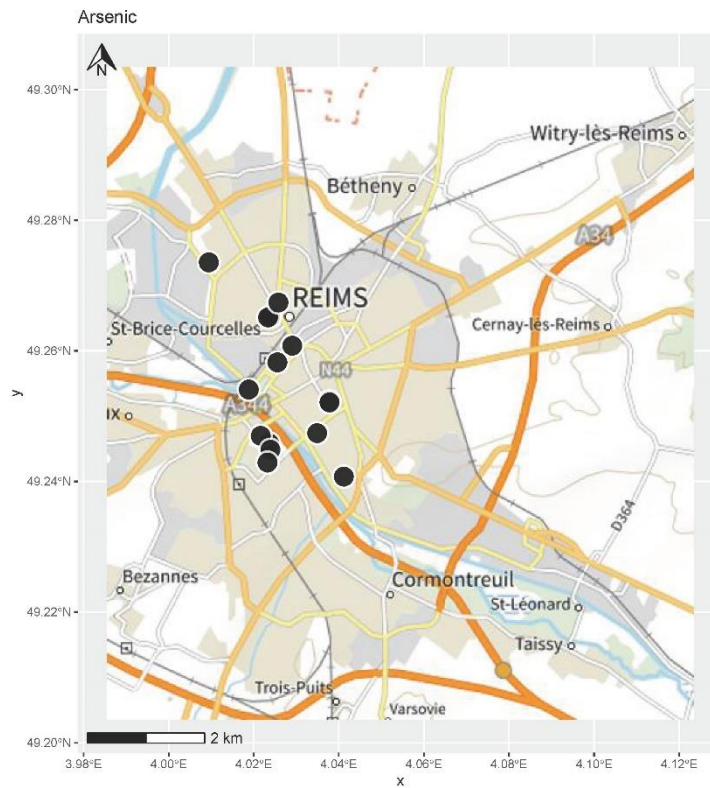 Arsenic
N
49.30°N
Witry-lès-Reims
Bétheny
49.28°N
A34
REIMS
St-Brice-Courcelles
Cernay-lès-Reims
49.26°N
N44
A344
IX
49.24°N
D364
Bezannes
Cormontreuil
St-Léonard
49.22°N
Taissy
Trois-Puits
Varsovie
2 km
49.20°N
3.98°E
4.00°E
4.02°E
4.04°E
4.06°E
4.08°E
4.10°E
4.12°E
x
y